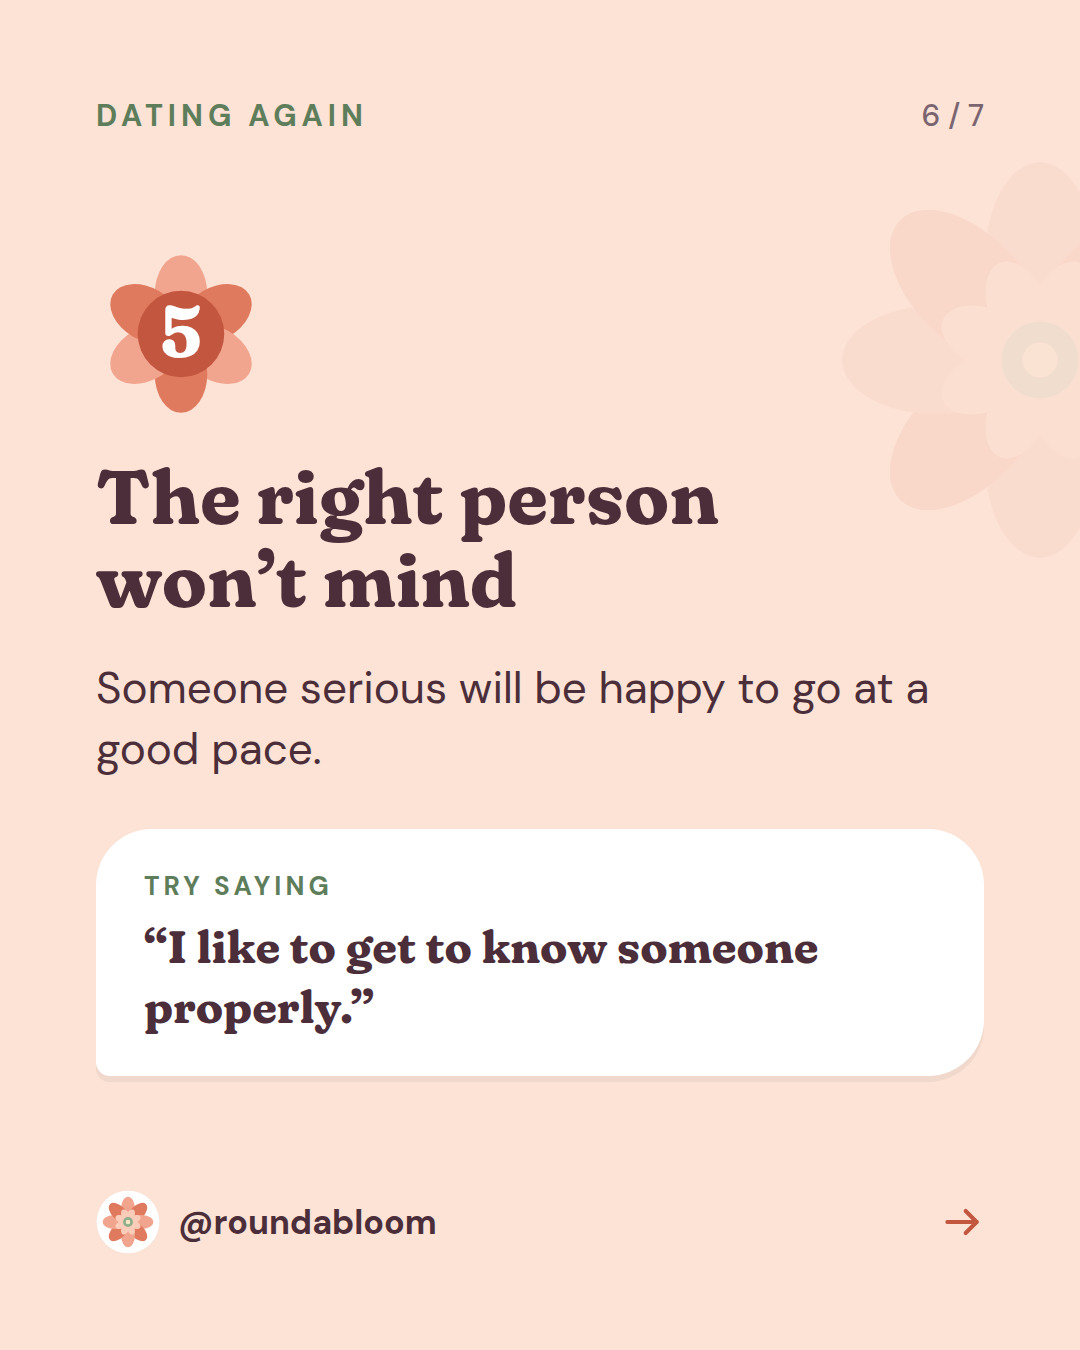 DATING AGAIN
6 / 7
5
The right person
won’t mind
Someone serious will be happy to go at a
good pace.
TRY SAYING
“I like to get to know someone
properly.”
@roundabloom